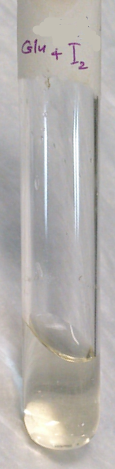 Glu + I₂